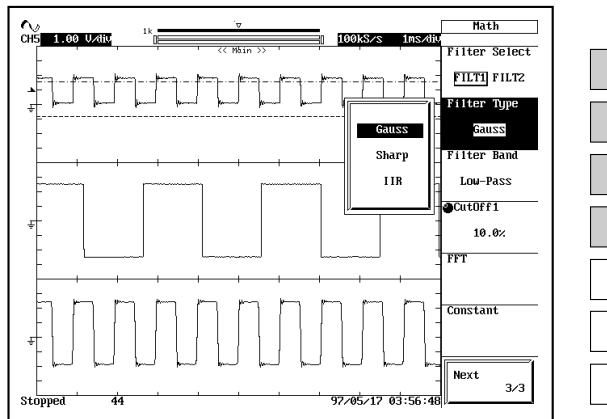 CH5 1.00 V/div 1k 100kS/s 1ms/div
<< Main >>
Math
Filter Select
FILT1 FILT2
Filter Type
Gauss
Filter Band
Low-Pass
CutOff1
10.0%
FFT
Constant
Next
3/3
Gauss
Sharp
IIR
Stopped 44 97/05/17 03:56:48